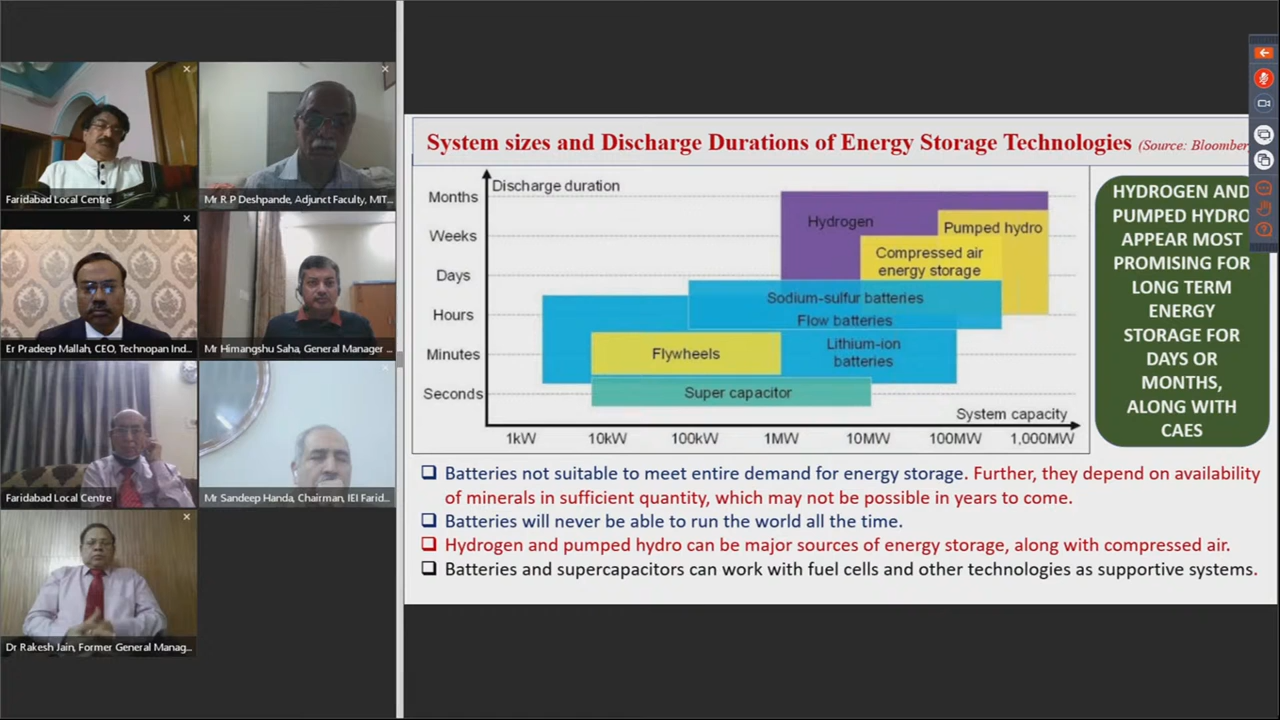 Faridabad Local Centre
Mr R P Deshpande, Adjunct Faculty, MIT...
Er Pradeep Mallah, CEO, Technopan Ind...
Mr Himangshu Saha, General Manager ...
Faridabad Local Centre
Mr Sandeep Handa, Chairman, IEI Farid...
Dr Rakesh Jain, Former General Manag...
System sizes and Discharge Durations of Energy Storage Technologies (Source: Bloomber
Discharge duration
Months
Weeks
Days
Hours
Minutes
Seconds
Hydrogen
Pumped hydro
Compressed air
energy storage
Sodium-sulfur batteries
Flow batteries
Lithium-ion
batteries
Flywheels
Super capacitor
System capacity
1kW 10kW 100kW 1MW 10MW 100MW 1,000MW
HYDROGEN AND
PUMPED HYDRO
APPEAR MOST
PROMISING FOR
LONG TERM
ENERGY
STORAGE FOR
DAYS OR
MONTHS,
ALONG WITH
CAES
Batteries not suitable to meet entire demand for energy storage. Further, they depend on availability
of minerals in sufficient quantity, which may not be possible in years to come.
Batteries will never be able to run the world all the time.
Hydrogen and pumped hydro can be major sources of energy storage, along with compressed air.
Batteries and supercapacitors can work with fuel cells and other technologies as supportive systems.